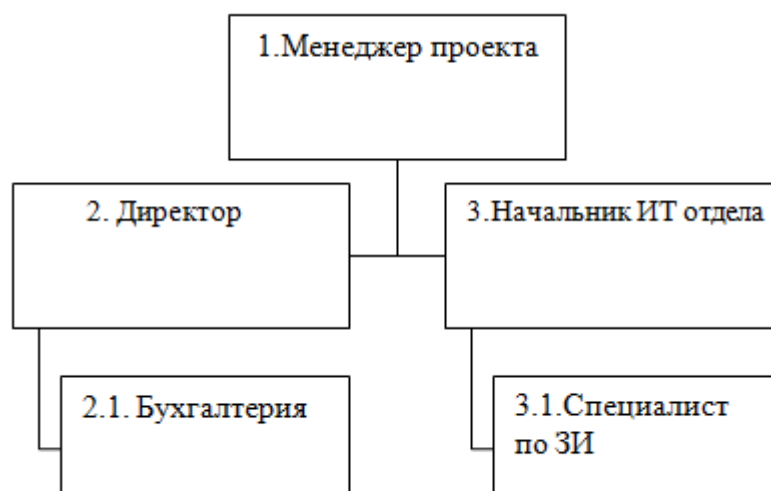 1.Менеджер проекта
2. Директор
3.Начальник ИТ отдела
2.1. Бухгалтерия
3.1.Специалист
по ЗИ